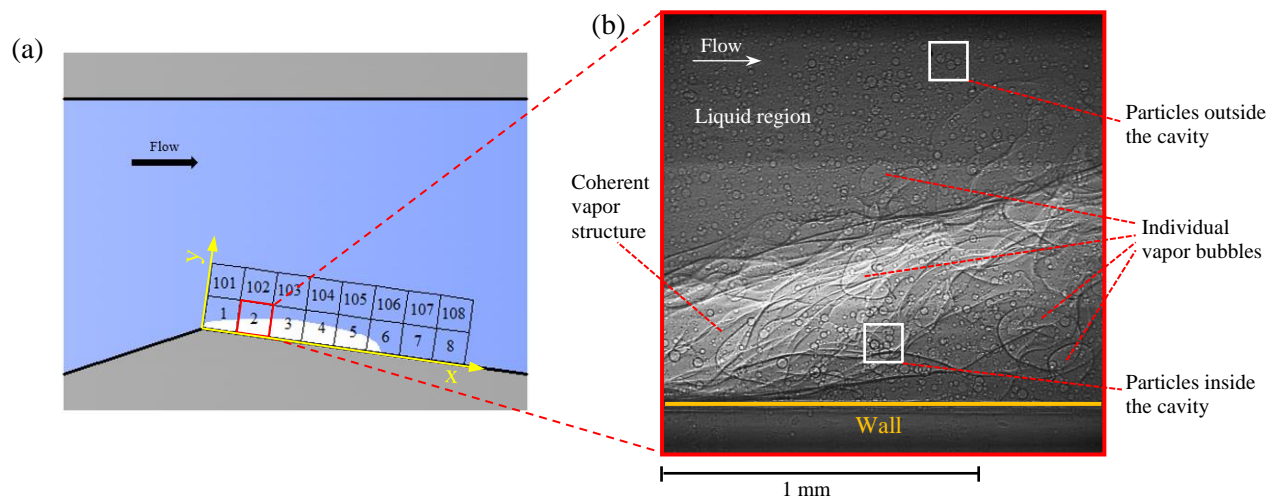 (a)
Flow
y
101 102 103 104 105 106 107 108
1 2 3 4 5 6 7 8
x
(b)
Flow
Liquid region
Particles outside
the cavity
Coherent
vapor
structure
Individual
vapor bubbles
Particles inside
the cavity
Wall
1 mm